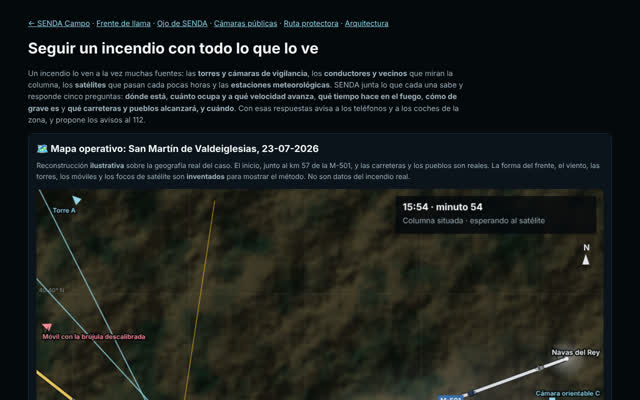 ← SENDA Campo · Frente de llama · Ojo de SENDA · Cámaras públicas · Ruta protectora · Arquitectura
Seguir un incendio con todo lo que lo ve
Un incendio lo ven a la vez muchas fuentes: las torres y cámaras de vigilancia, los conductores y vecinos que miran la
columna, los satélites que pasan cada pocas horas y las estaciones meteorológicas. SENDA junta lo que cada una sabe y
responde cinco preguntas: dónde está, cuánto ocupa y a qué velocidad avanza, qué tiempo hace en el fuego, cómo de
grave es y qué carreteras y pueblos alcanzará, y cuándo. Con esas respuestas avisa a los teléfonos y a los coches de la
zona, y propone los avisos al 112.
Mapa operativo: San Martín de Valdeiglesias, 23-07-2026
Reconstrucción ilustrativa sobre la geografía real del caso. El inicio, junto al km 57 de la M-501, y las carreteras y los pueblos son reales. La forma del frente, el viento, las
torres, los móviles y los focos de satélite son inventados para mostrar el método. No son datos del incendio real.
15:54 · minuto 54
Columna situada · esperando al satélite
Torre A
N
Móvil con la brújula descalibrada
Navas del Rey
Cámara orientable C
M-501